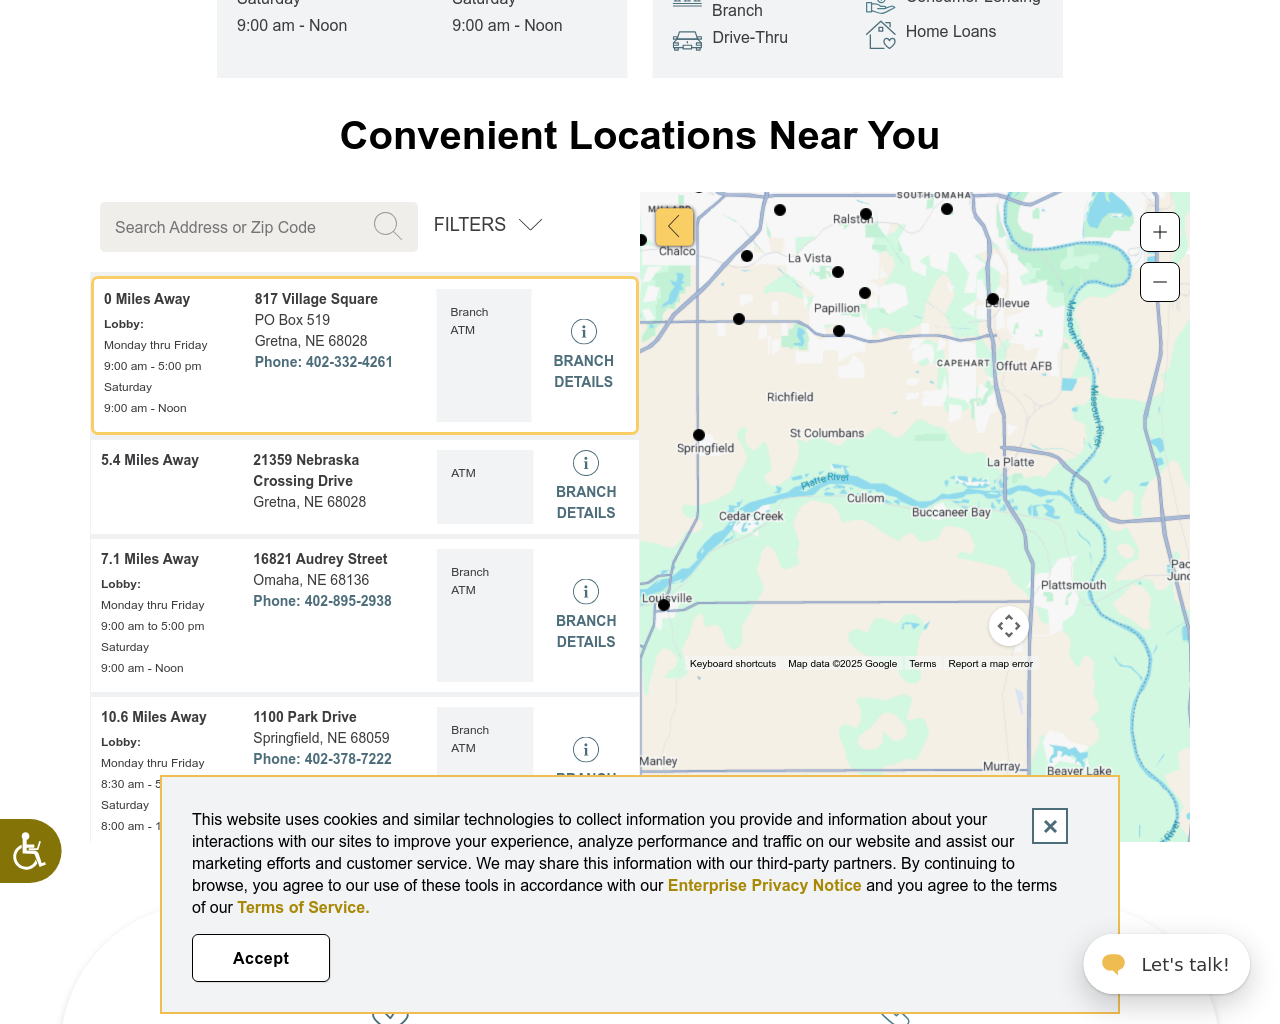 Saturday
Saturday
9:00 am - Noon
9:00 am - Noon
Branch
Consumer Lending
Drive-Thru
Home Loans
Convenient Locations Near You
Search Address or Zip Code
FILTERS
0 Miles Away
Lobby:
Monday thru Friday
9:00 am - 5:00 pm
Saturday
9:00 am - Noon
817 Village Square
PO Box 519
Gretna, NE 68028
Phone: 402-332-4261
Branch
ATM
BRANCH
DETAILS
5.4 Miles Away
21359 Nebraska
Crossing Drive
Gretna, NE 68028
ATM
BRANCH
DETAILS
7.1 Miles Away
Lobby:
Monday thru Friday
9:00 am to 5:00 pm
Saturday
9:00 am - Noon
16821 Audrey Street
Omaha, NE 68136
Phone: 402-895-2938
Branch
ATM
BRANCH
DETAILS
10.6 Miles Away
Lobby:
Monday thru Friday
8:30 am - 5
Saturday
8:00 am - 1
1100 Park Drive
Springfield, NE 68059
Phone: 402-378-7222
Branch
ATM
BRANCH
SOUTH OMAHA
MILLARD
Ralston
Chalco
La Vista
Papillion
Bellevue
Missouri River
CAPEHART
Offutt AFB
Richfield
Missouri River
St Columbans
Springfield
La Platte
Platte River
Cullom
Cedar Creek
Buccaneer Bay
Pac
Junc
Plattsmouth
Louisville
Keyboard shortcuts
Map data ©2025 Google
Terms
Report a map error
Manley
Murray
Beaver Lake
River
This website uses cookies and similar technologies to collect information you provide and information about your
interactions with our sites to improve your experience, analyze performance and traffic on our website and assist our
marketing efforts and customer service. We may share this information with our third-party partners. By continuing to
browse, you agree to our use of these tools in accordance with our Enterprise Privacy Notice and you agree to the terms
of our Terms of Service.
Accept
Let's talk!